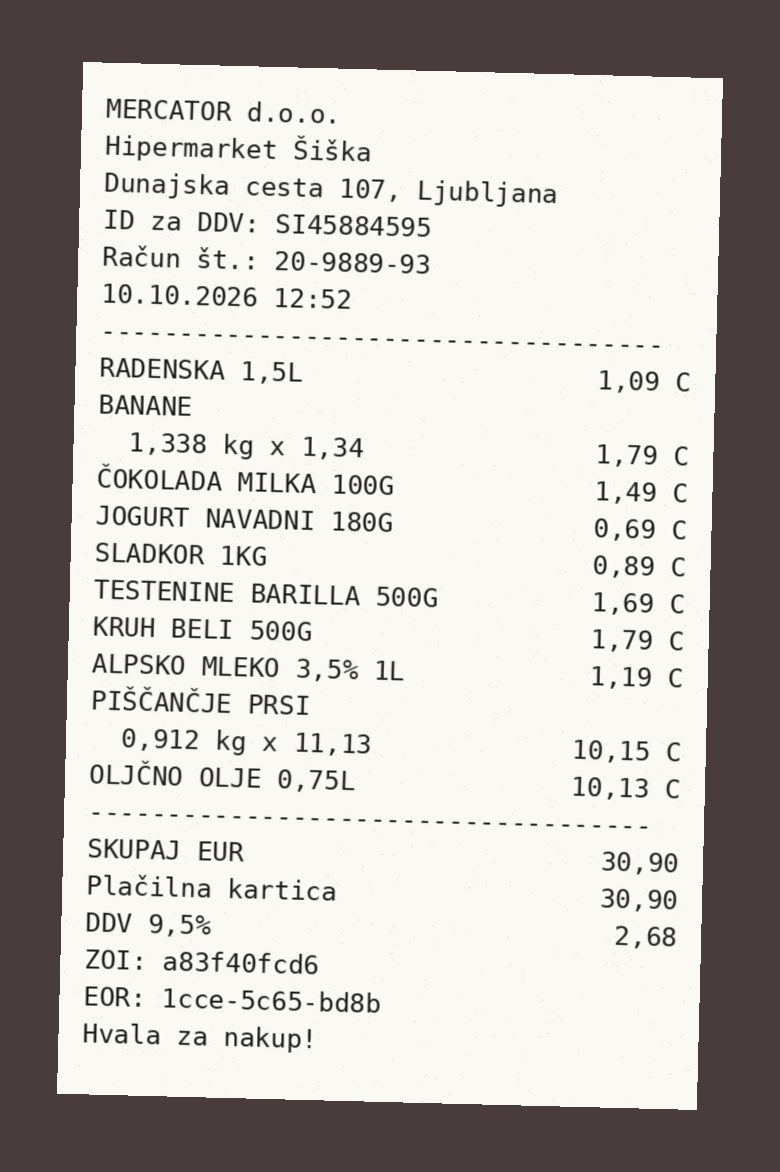 MERCATOR d.o.o.
Hipermarket Šiška
Dunajska cesta 107, Ljubljana
ID za DDV: SI45884595
Račun št.: 20-9889-93
10.10.2026 12:52
------------------------------------
RADENSKA 1,5L 1,09 C
BANANE
1,338 kg x 1,34 1,79 C
ČOKOLADA MILKA 100G 1,49 C
JOGURT NAVADNI 180G 0,69 C
SLADKOR 1KG 0,89 C
TESTENINE BARILLA 500G 1,69 C
KRUH BELI 500G 1,79 C
ALPSKO MLEKO 3,5% 1L 1,19 C
PIŠČANČJE PRSI
0,912 kg x 11,13 10,15 C
OLJČNO OLJE 0,75L 10,13 C
------------------------------------
SKUPAJ EUR 30,90
Plačilna kartica 30,90
DDV 9,5% 2,68
ZOI: a83f40fcd6
EOR: 1cce-5c65-bd8b
Hvala za nakup!